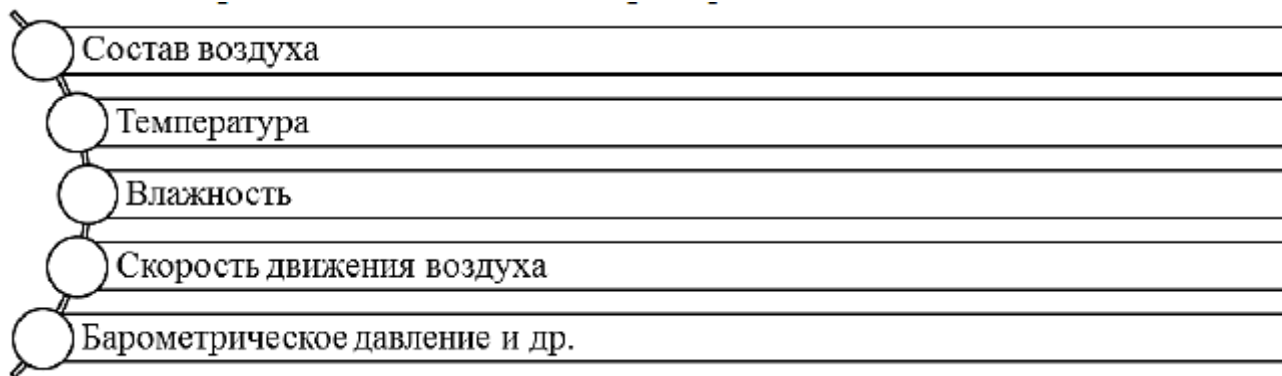 Состав воздуха
Температура
Влажность
Скорость движения воздуха
Барометрическое давление и др.